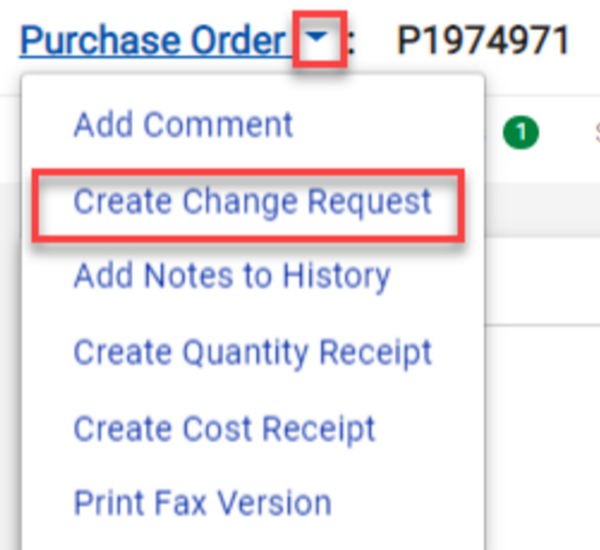 Purchase Order : P1974971
Add Comment
1
Create Change Request
Add Notes to History
Create Quantity Receipt
Create Cost Receipt
Print Fax Version